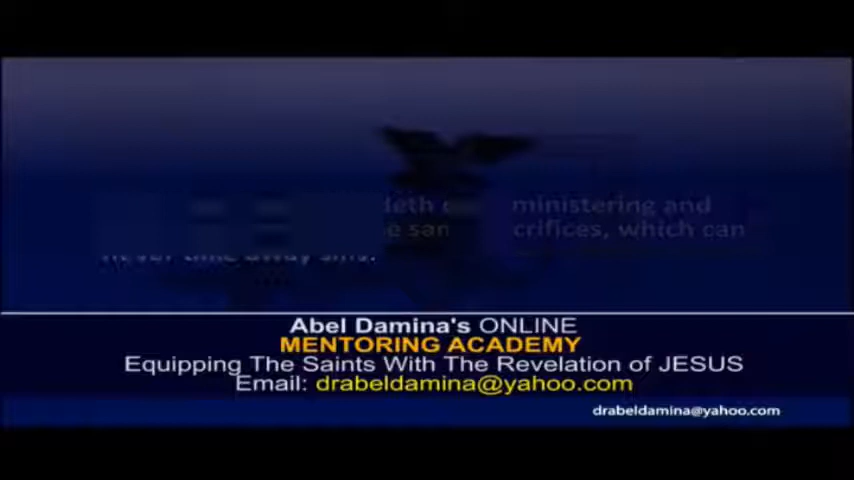 ministering and
crifices, which can
Abel Damina's ONLINE
MENTORING ACADEMY
Equipping The Saints With The Revelation of JESUS
Email: drabeldamina@yahoo.com
drabeldamina@yahoo.com